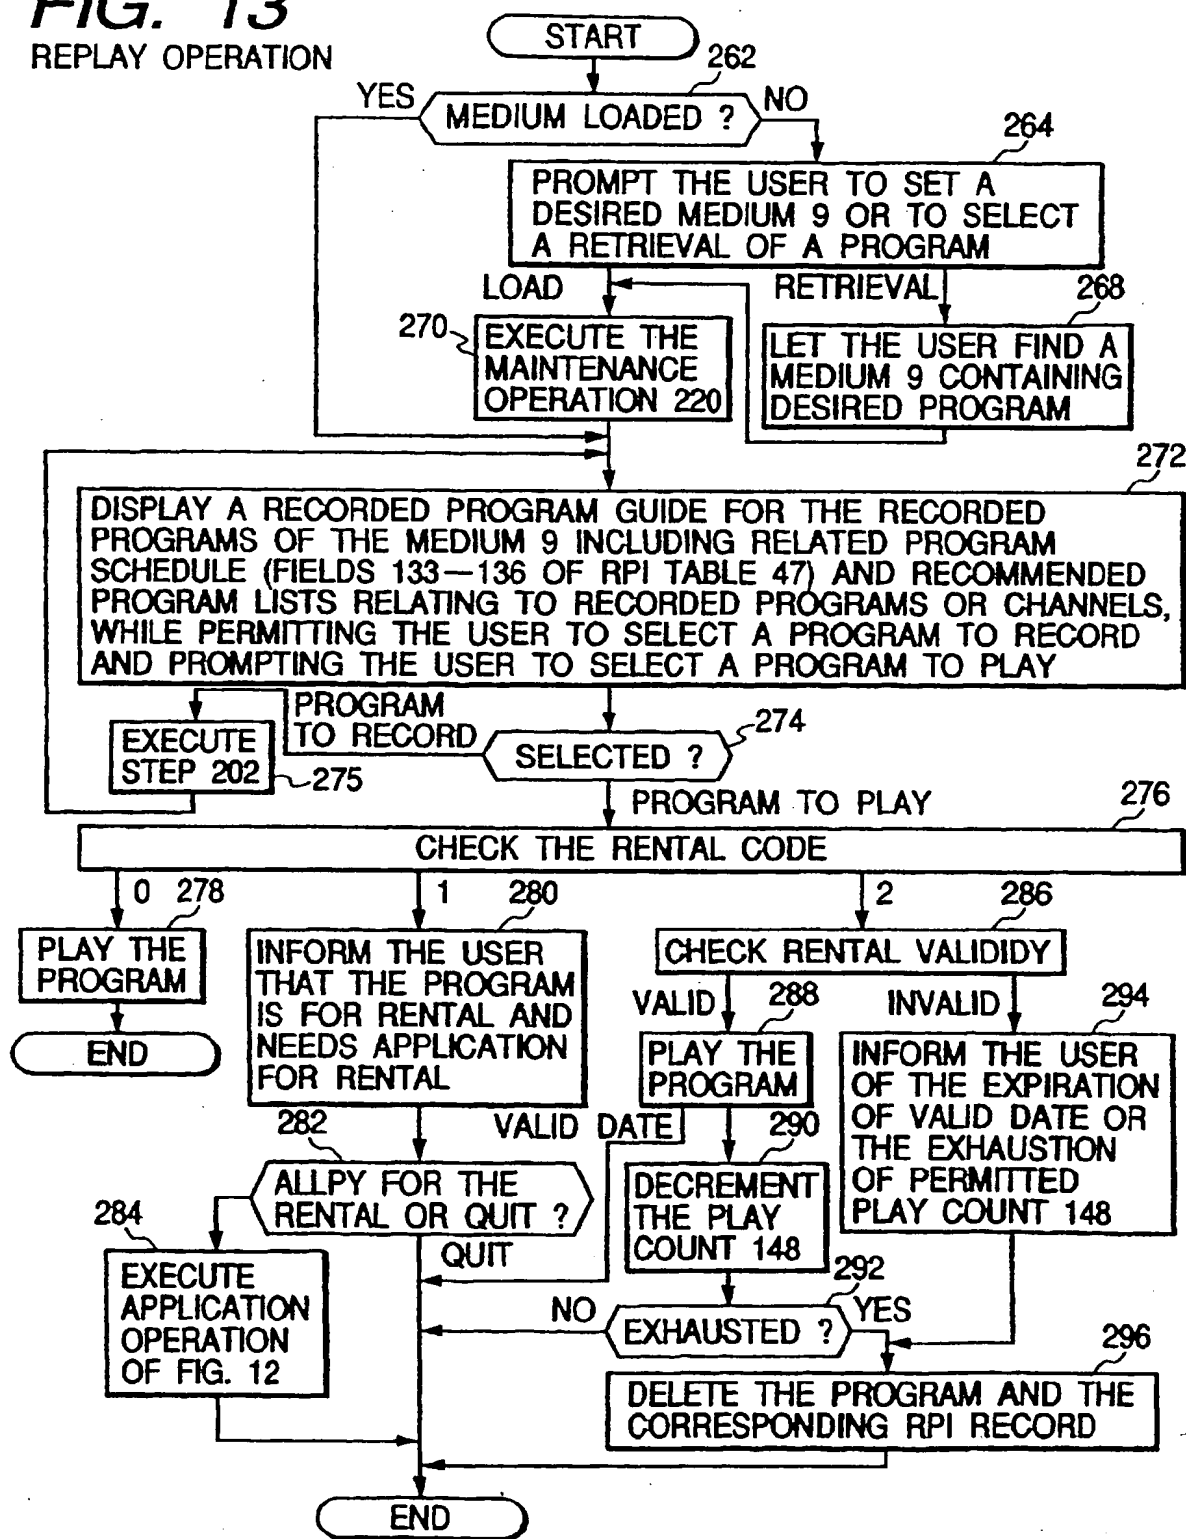 FIG. 13
REPLAY OPERATION
START
262
YES
MEDIUM LOADED ?
NO
264
PROMPT THE USER TO SET A
DESIRED MEDIUM 9 OR TO SELECT
A RETRIEVAL OF A PROGRAM
LOAD
RETRIEVAL
268
270
EXECUTE THE
MAINTENANCE
OPERATION 220
LET THE USER FIND A
MEDIUM 9 CONTAINING
DESIRED PROGRAM
272
DISPLAY A RECORDED PROGRAM GUIDE FOR THE RECORDED
PROGRAMS OF THE MEDIUM 9 INCLUDING RELATED PROGRAM
SCHEDULE (FIELDS 133—136 OF RPI TABLE 47) AND RECOMMENDED
PROGRAM LISTS RELATING TO RECORDED PROGRAMS OR CHANNELS,
WHILE PERMITTING THE USER TO SELECT A PROGRAM TO RECORD
AND PROMPTING THE USER TO SELECT A PROGRAM TO PLAY
PROGRAM
TO RECORD
274
SELECTED ?
EXECUTE
STEP 202
275
PROGRAM TO PLAY
276
CHECK THE RENTAL CODE
0
278
1
280
2
286
PLAY THE
PROGRAM
END
INFORM THE USER
THAT THE PROGRAM
IS FOR RENTAL AND
NEEDS APPLICATION
FOR RENTAL
CHECK RENTAL VALIDIDY
VALID
288
INVALID
294
PLAY THE
PROGRAM
INFORM THE USER
OF THE EXPIRATION
OF VALID DATE OR
THE EXHAUSTION
OF PERMITTED
PLAY COUNT 148
282
VALID DATE
290
ALLPY FOR THE
RENTAL OR QUIT ?
DECREMENT
THE PLAY
COUNT 148
284
QUIT
292
EXECUTE
APPLICATION
OPERATION
OF FIG. 12
NO
EXHAUSTED ?
YES
296
DELETE THE PROGRAM AND THE
CORRESPONDING RPI RECORD
END